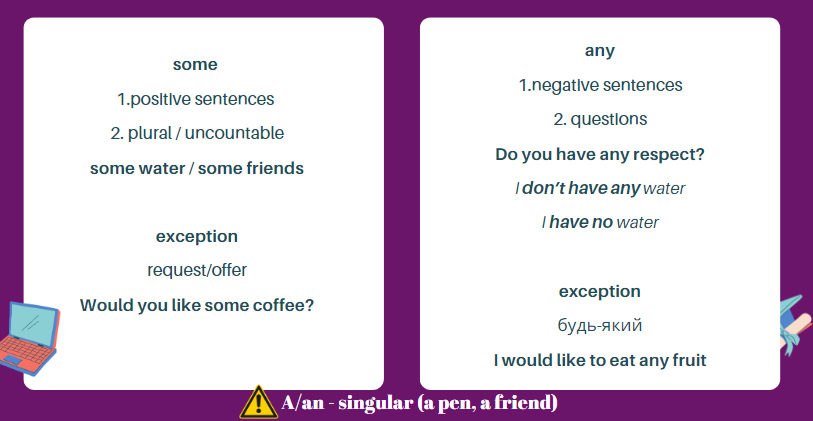 some
1.positive sentences
2. plural / uncountable
some water / some friends
exception
request/offer
Would you like some coffee?
any
1.negative sentences
2. questions
Do you have any respect?
I don’t have any water
I have no water
exception
будь-який
I would like to eat any fruit
A/an - singular (a pen, a friend)